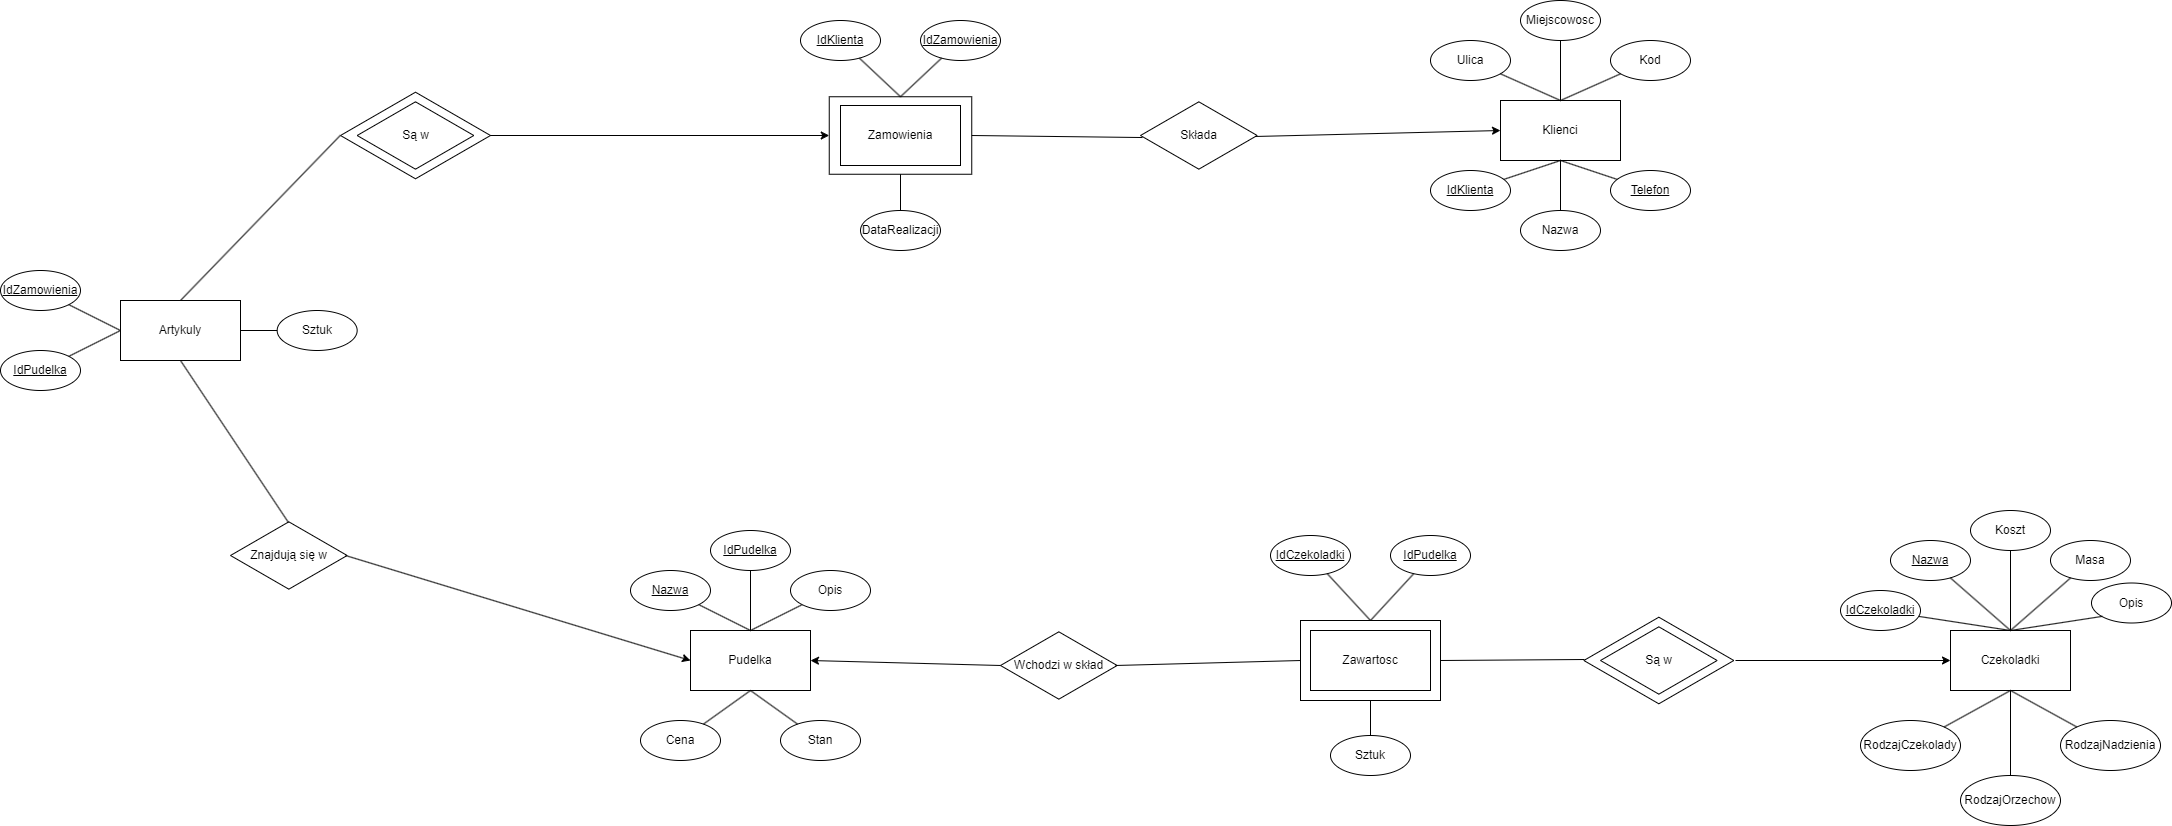 Miejscowosc
IdKlienta
IdZamowienia
Ulica
Kod
Są w
Zamowienia
Składa
Klienci
IdKlienta
Telefon
DataRealizacji
Nazwa
IdZamowienia
Artykuly
Sztuk
IdPudelka
Znajdują się w
IdPudelka
Nazwa
Opis
Pudelka
Cena
Stan
Wchodzi w skład
IdCzekoladki
IdPudelka
Zawartosc
Sztuk
Są w
Koszt
Nazwa
Masa
IdCzekoladki
Opis
Czekoladki
RodzajCzekolady
RodzajNadzienia
RodzajOrzechow